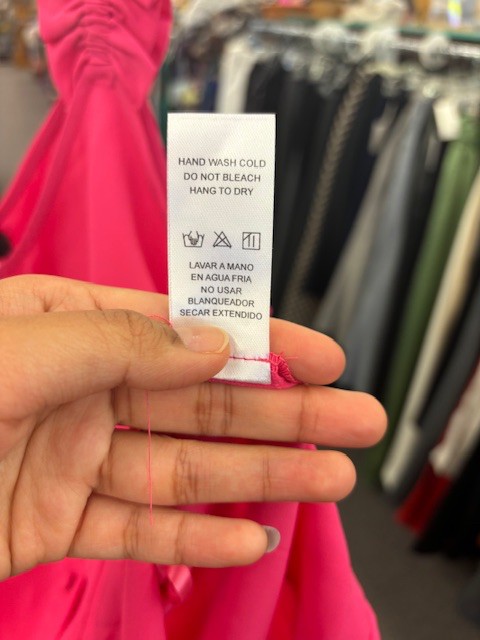 HAND WASH COLD
DO NOT BLEACH
HANG TO DRY
LAVAR A MANO
EN AGUA FRIA
NO USAR
BLANQUEADOR
SECAR EXTENDIDO